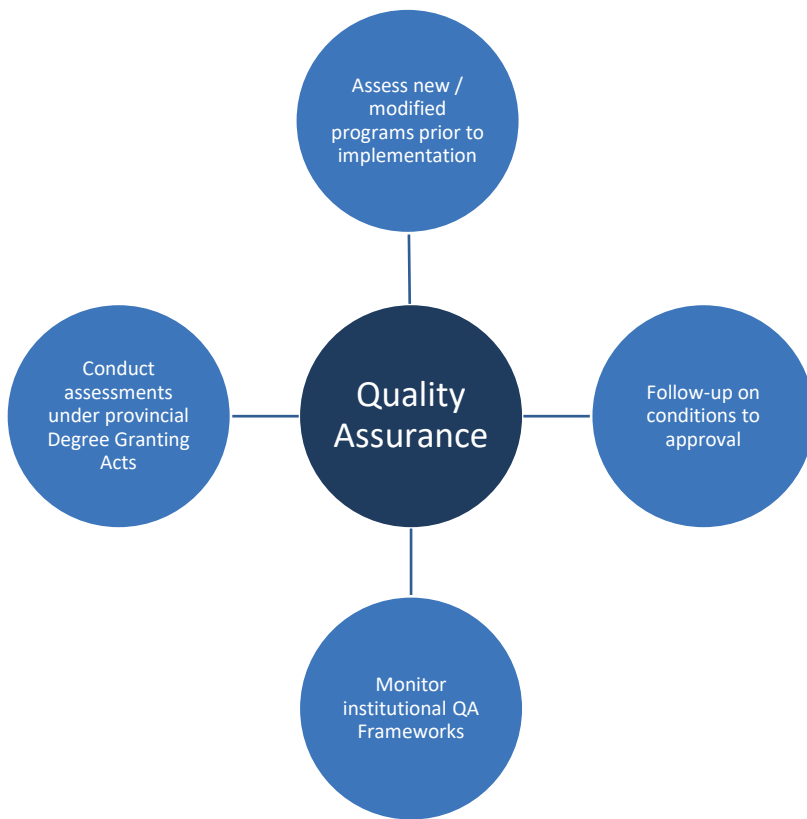 Assess new /
modified
programs prior to
implementation
Conduct
assessments
under provincial
Degree Granting
Acts
Quality
Assurance
Follow-up on
conditions to
approval
Monitor
institutional QA
Frameworks